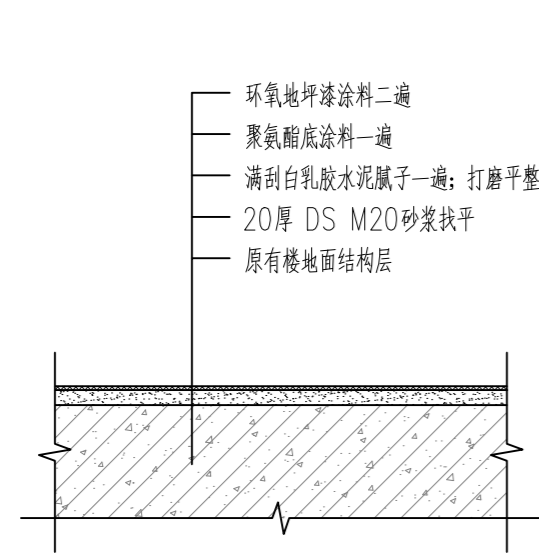 环氧地坪漆涂料二遍
聚氨酯底涂料一遍
满刮白乳胶水泥腻子一遍；打磨平整
20厚 DS M20砂浆找平
原有楼地面结构层